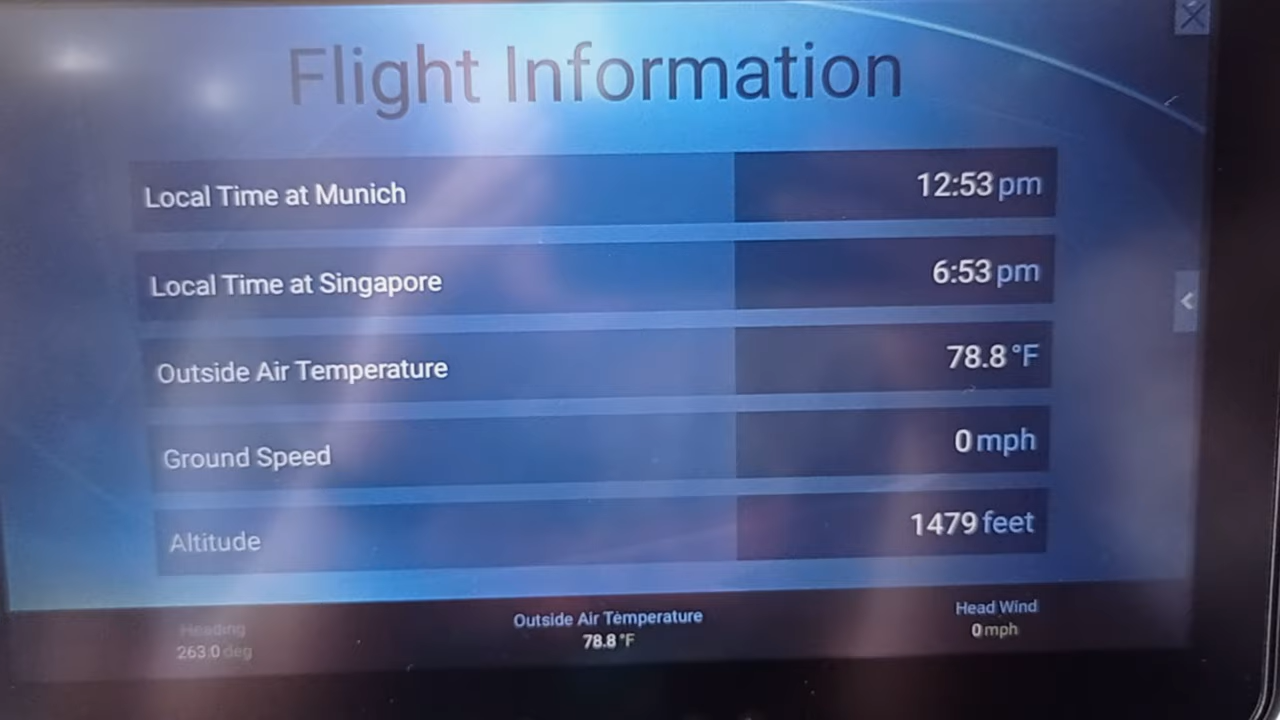 Flight Information
Local Time at Munich 12:53 pm
Local Time at Singapore 6:53 pm
Outside Air Temperature 78.8 °F
Ground Speed 0 mph
Altitude 1479 feet
Heading Outside Air Temperature Head Wind
263.0 deg 78.8 °F 0 mph